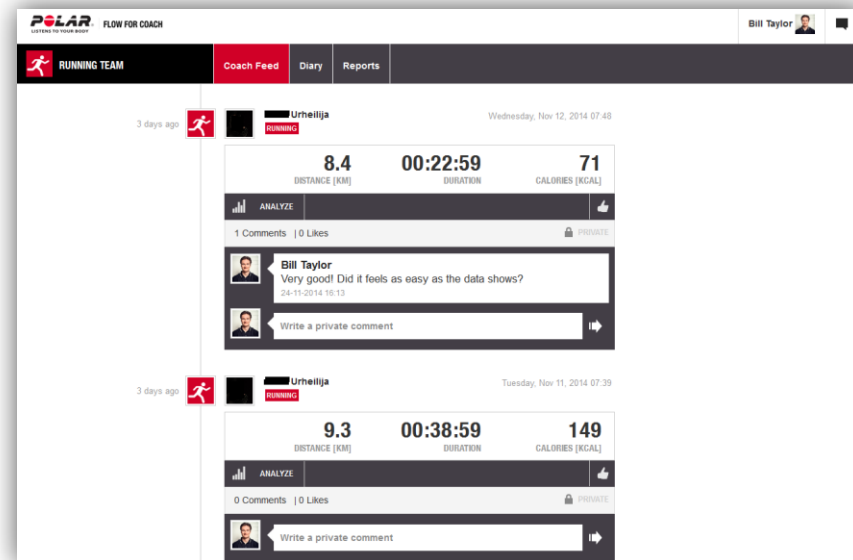 POLAR
LISTENS TO YOUR BODY
FLOW FOR COACH
Bill Taylor
RUNNING TEAM
Coach Feed
Diary
Reports
3 days ago
Urheilija
RUNNING
Wednesday, Nov 12, 2014 07:48
8.4
DISTANCE [KM]
00:22:59
DURATION
71
CALORIES [KCAL]
ANALYZE
1 Comments | 0 Likes
PRIVATE
Bill Taylor
Very good! Did it feels as easy as the data shows?
24-11-2014 16:13
Write a private comment
3 days ago
Urheilija
RUNNING
Tuesday, Nov 11, 2014 07:39
9.3
DISTANCE [KM]
00:38:59
DURATION
149
CALORIES [KCAL]
ANALYZE
0 Comments | 0 Likes
PRIVATE
Write a private comment